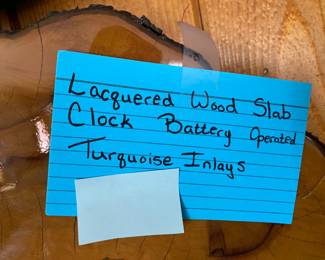 Lacquered Wood Slab
Clock Battery Operated
Turquoise Inlays